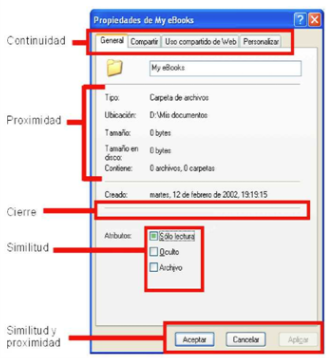 Propiedades de My eBooks
Continuidad
General Compartir Uso compartido de Web Personalizar
My eBooks
Proximidad
Tipo: Carpeta de archivos
Ubicación: D:\Mis documentos
Tamaño: 0 bytes
Tamaño en disco: 0 bytes
Contiene: 0 archivos, 0 carpetas
Creado: martes, 12 de febrero de 2002, 19:19:15
Cierre
Similitud
Atributos: Sólo lectura
Oculto
Archivo
Similitud y
proximidad
Aceptar Cancelar Aplicar